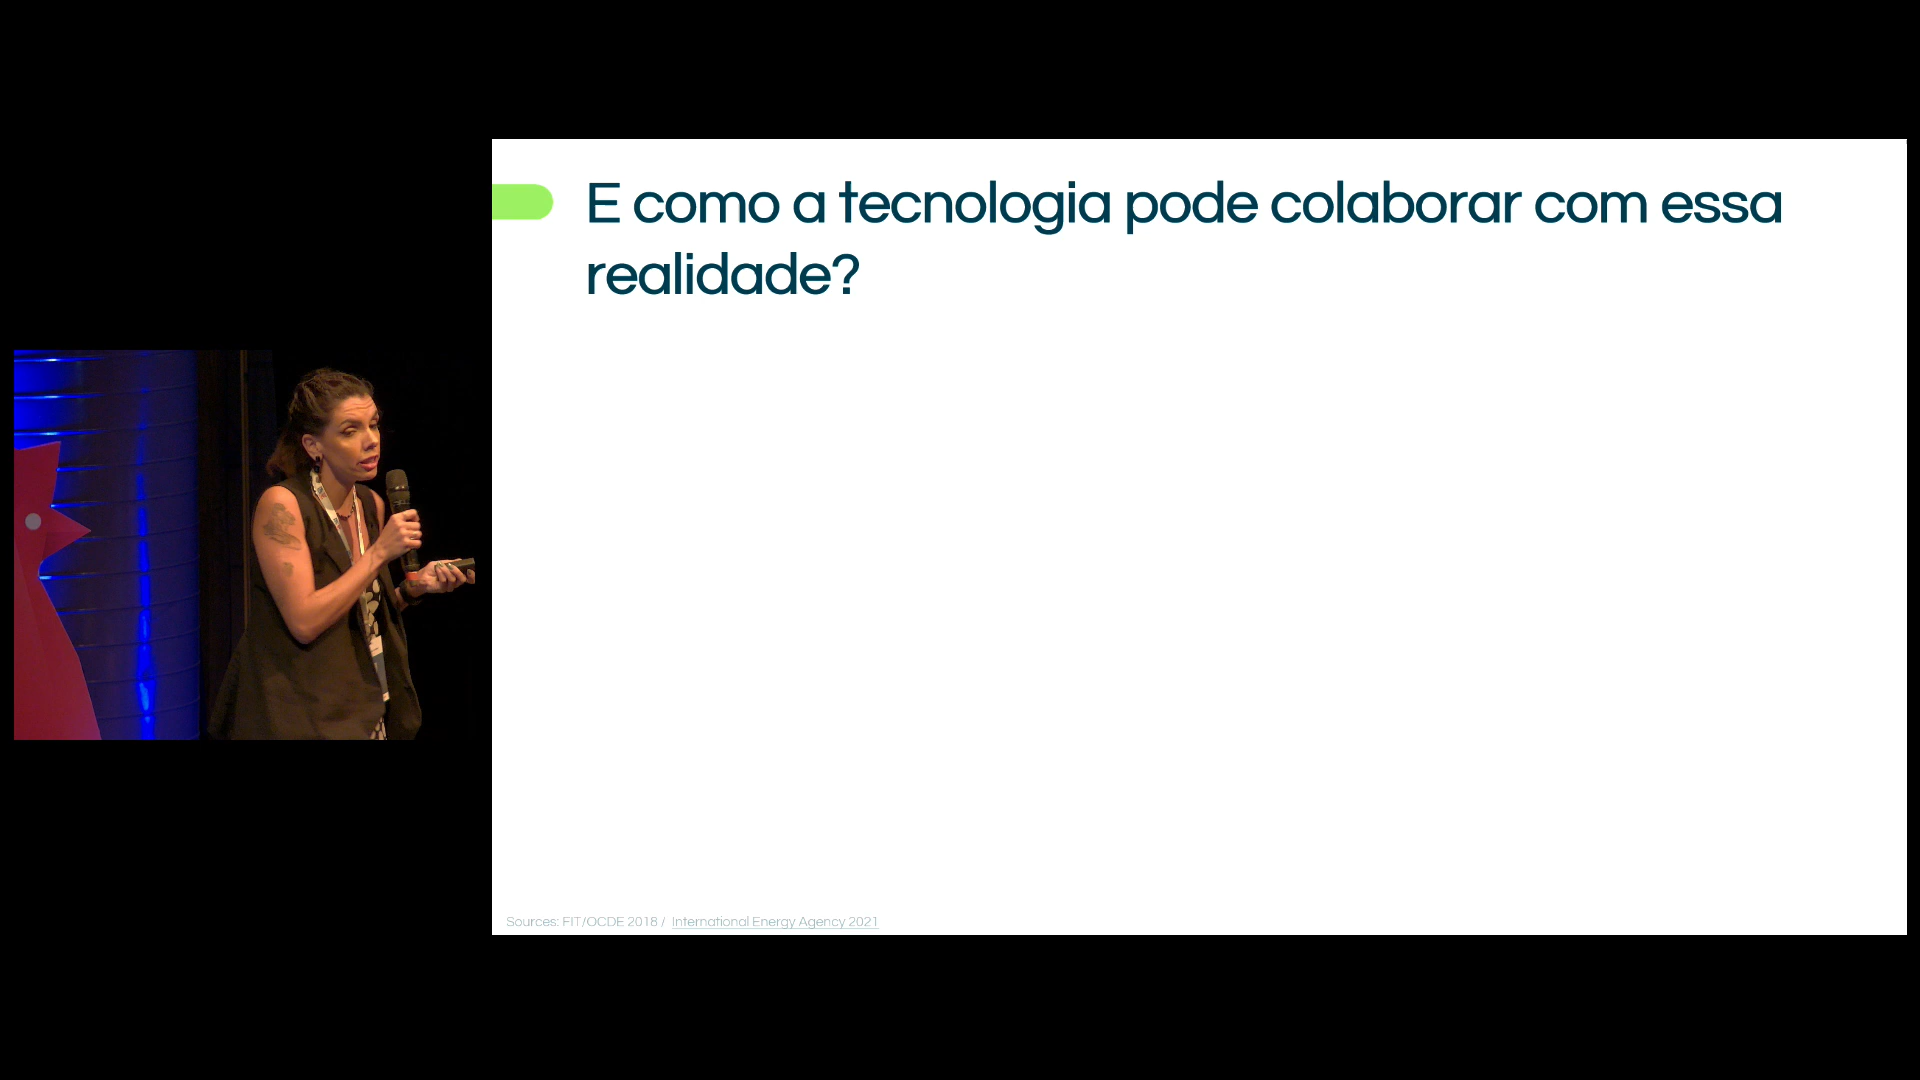 E como a tecnologia pode colaborar com essa
realidade?
Sources: FIT/OCDE 2018 / International Energy Agency 2021